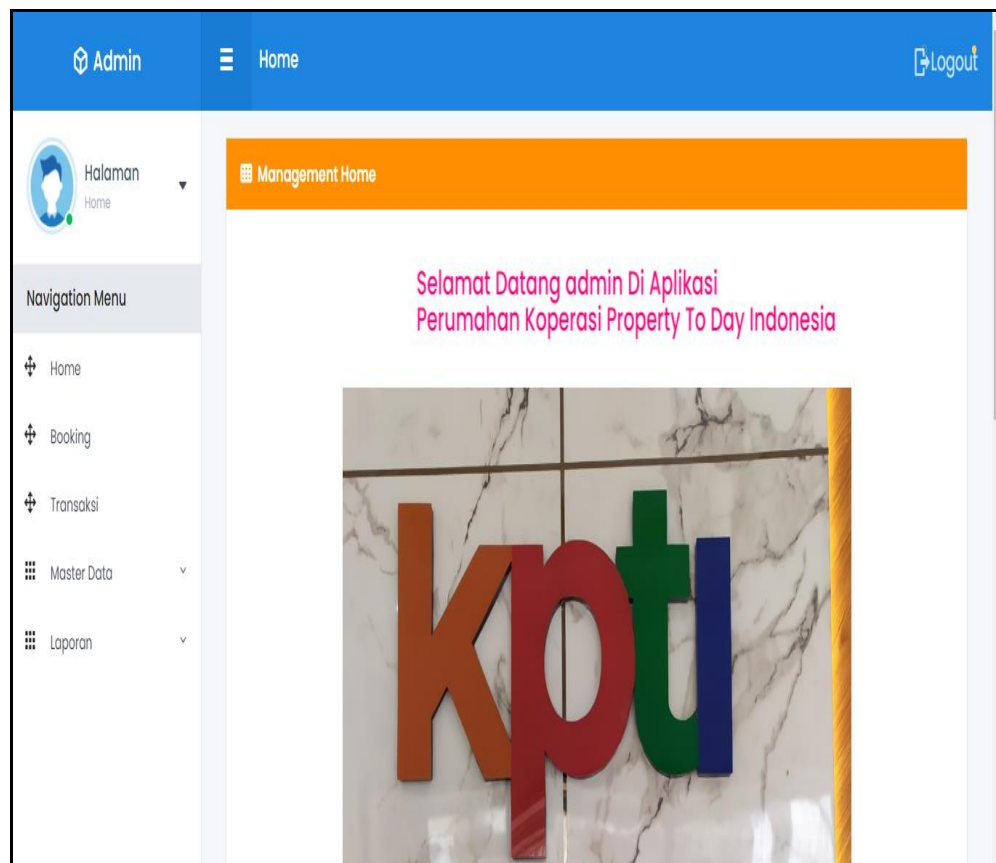 Admin
Home
Logout
Halaman
Home
Management Home
Navigation Menu
Selamat Datang admin Di Aplikasi
Perumahan Koperasi Property To Day Indonesia
Home
Booking
Transaksi
Master Data
Laporan
kpti